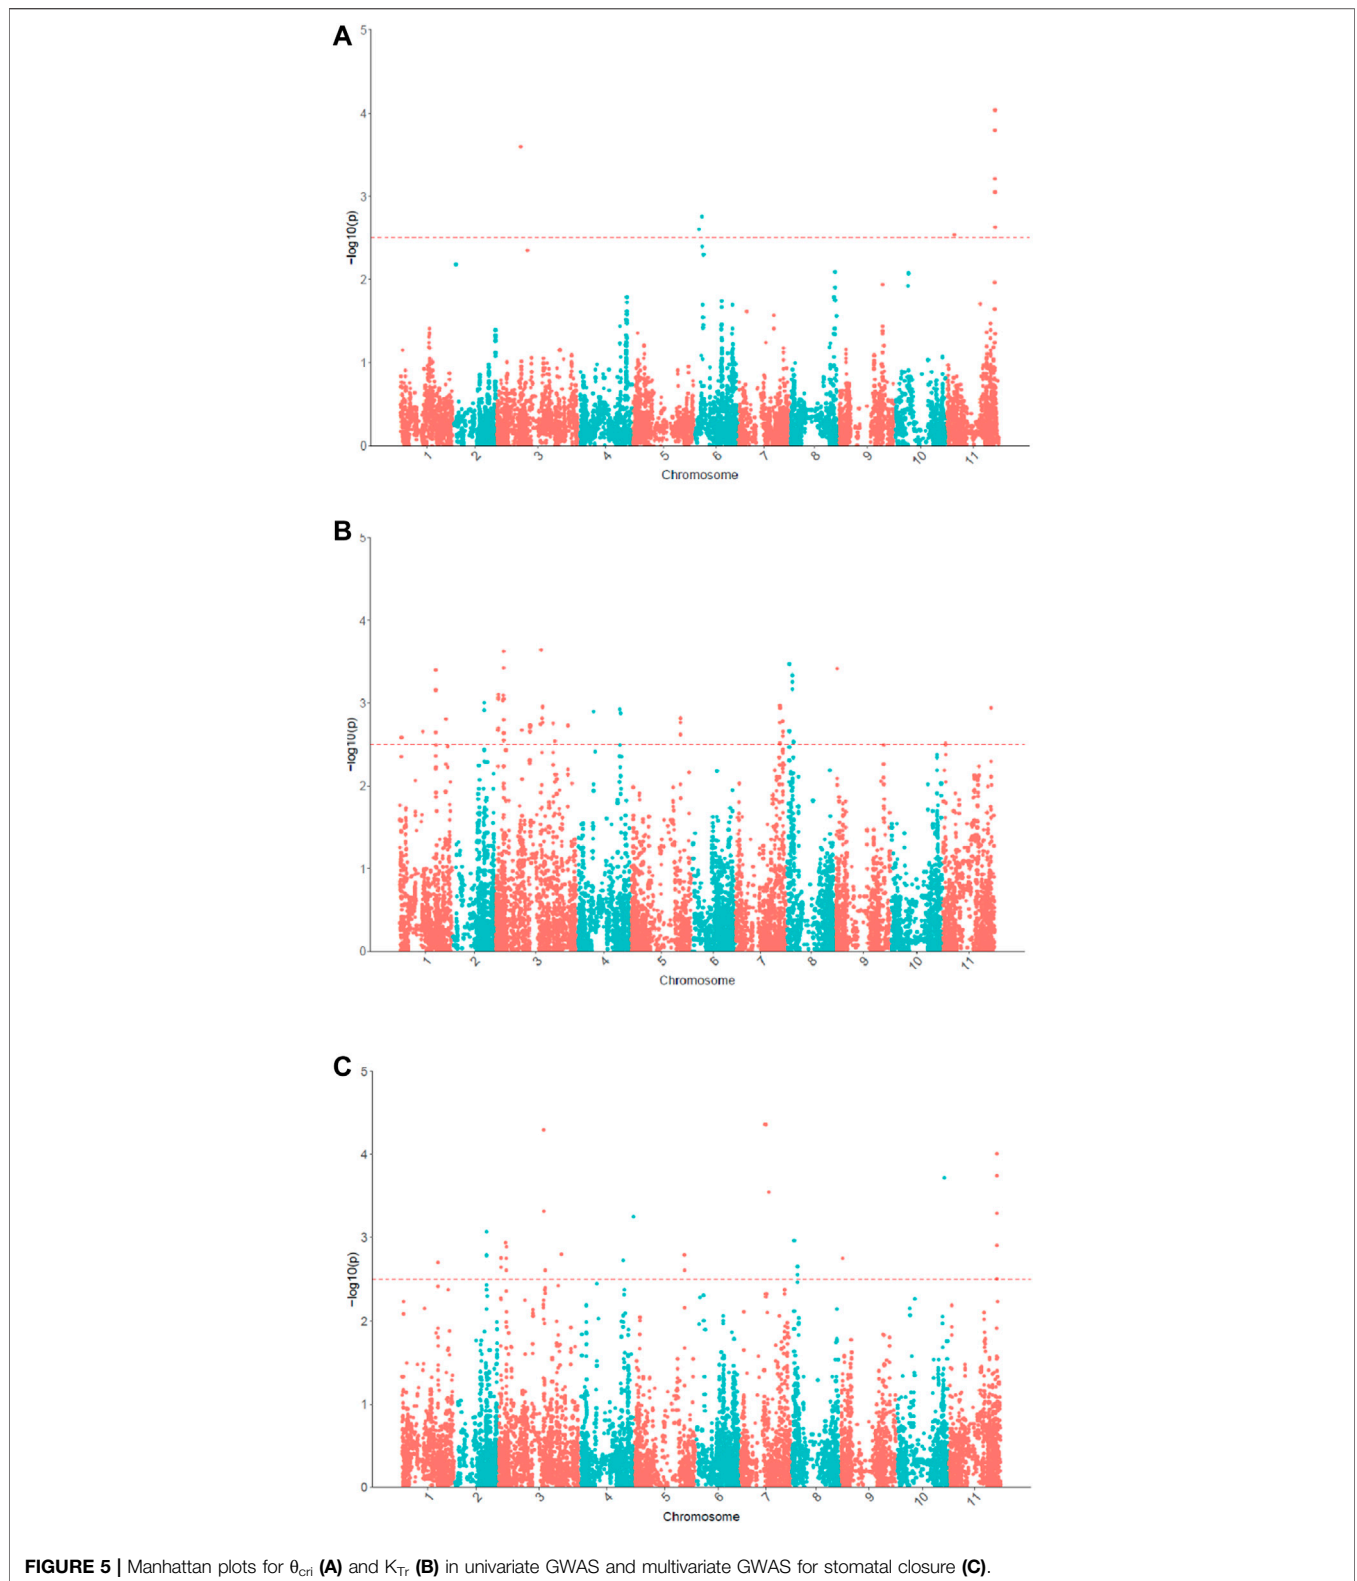 A
5
4
3
2
1
0
−log10(p)
1 2 3 4 5 6 7 8 9 10 11
Chromosome
B
5
4
3
2
1
0
−log10(p)
1 2 3 4 5 6 7 8 9 10 11
Chromosome
C
5
4
3
2
1
0
−log10(p)
1 2 3 4 5 6 7 8 9 10 11
Chromosome
FIGURE 5 | Manhattan plots for θcri (A) and KTr (B) in univariate GWAS and multivariate GWAS for stomatal closure (C).